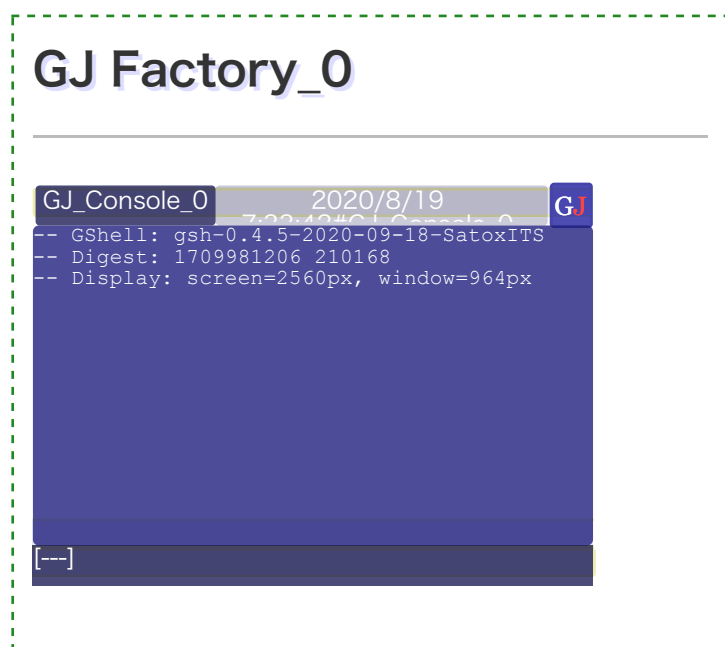 GJ Factory_0
GJ_Console_0
2020/8/19
GJ
-- GShell: gsh-0.4.5-2020-09-18-SatoxITS
-- Digest: 1709981206 210168
-- Display: screen=2560px, window=964px
[---]